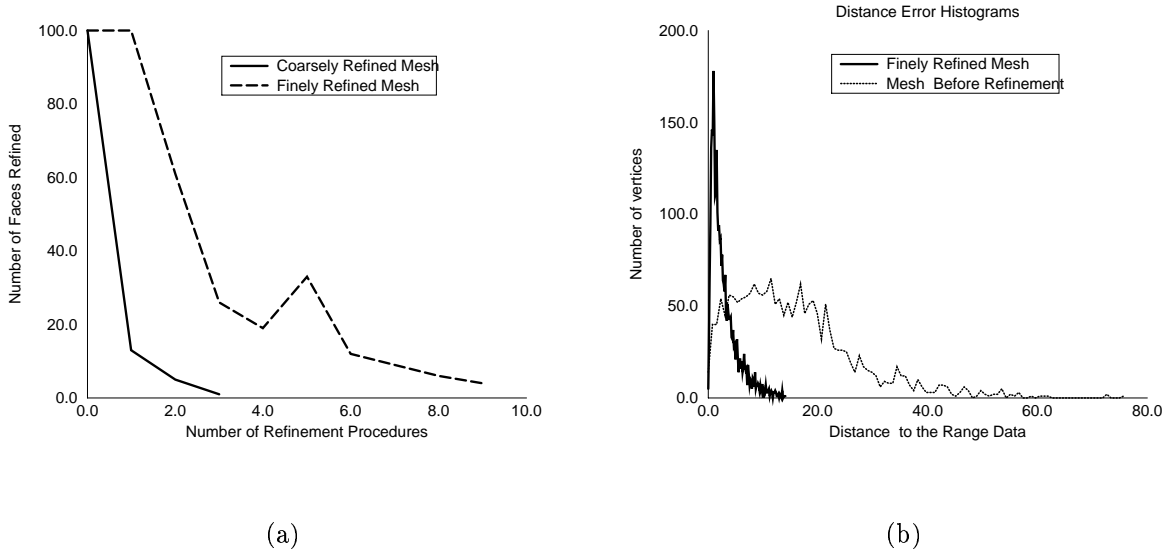 100.0
80.0
60.0
40.0
20.0
0.0
Number of Faces Refined
Coarsely Refined Mesh
Finely Refined Mesh
0.0 2.0 4.0 6.0 8.0 10.0
Number of Refinement Procedures
(a)
Distance Error Histograms
200.0
150.0
100.0
50.0
0.0
Number of vertices
Finely Refined Mesh
Mesh Before Refinement
0.0 20.0 40.0 60.0 80.0
Distance to the Range Data
(b)